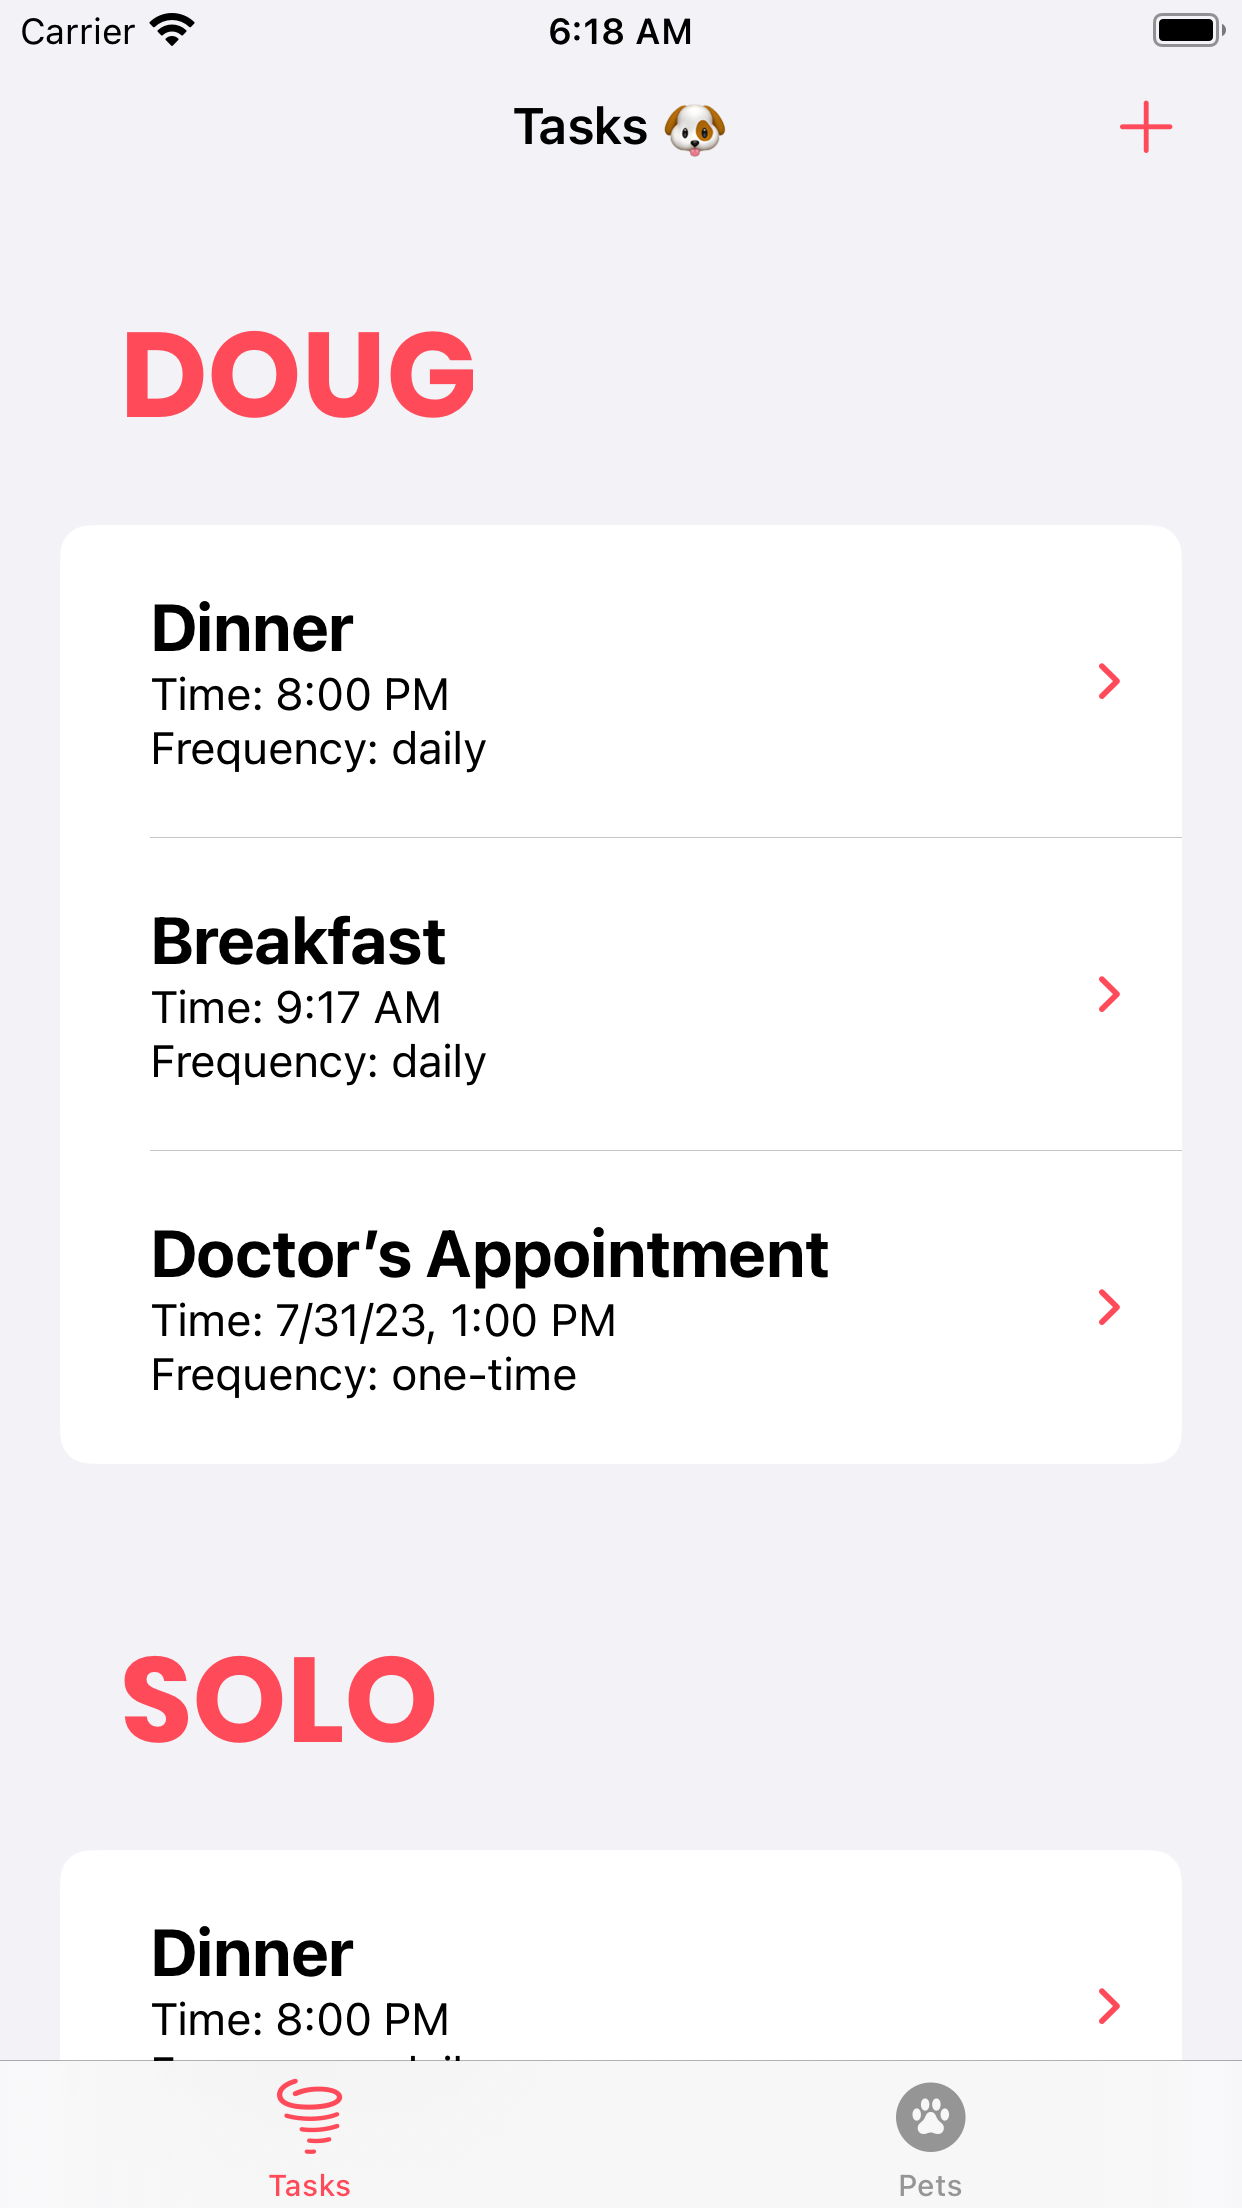 Carrier 6:18 AM
Tasks 🐶
DOUG
Dinner
Time: 8:00 PM
Frequency: daily
Breakfast
Time: 9:17 AM
Frequency: daily
Doctor’s Appointment
Time: 7/31/23, 1:00 PM
Frequency: one-time
SOLO
Dinner
Time: 8:00 PM
Tasks Pets